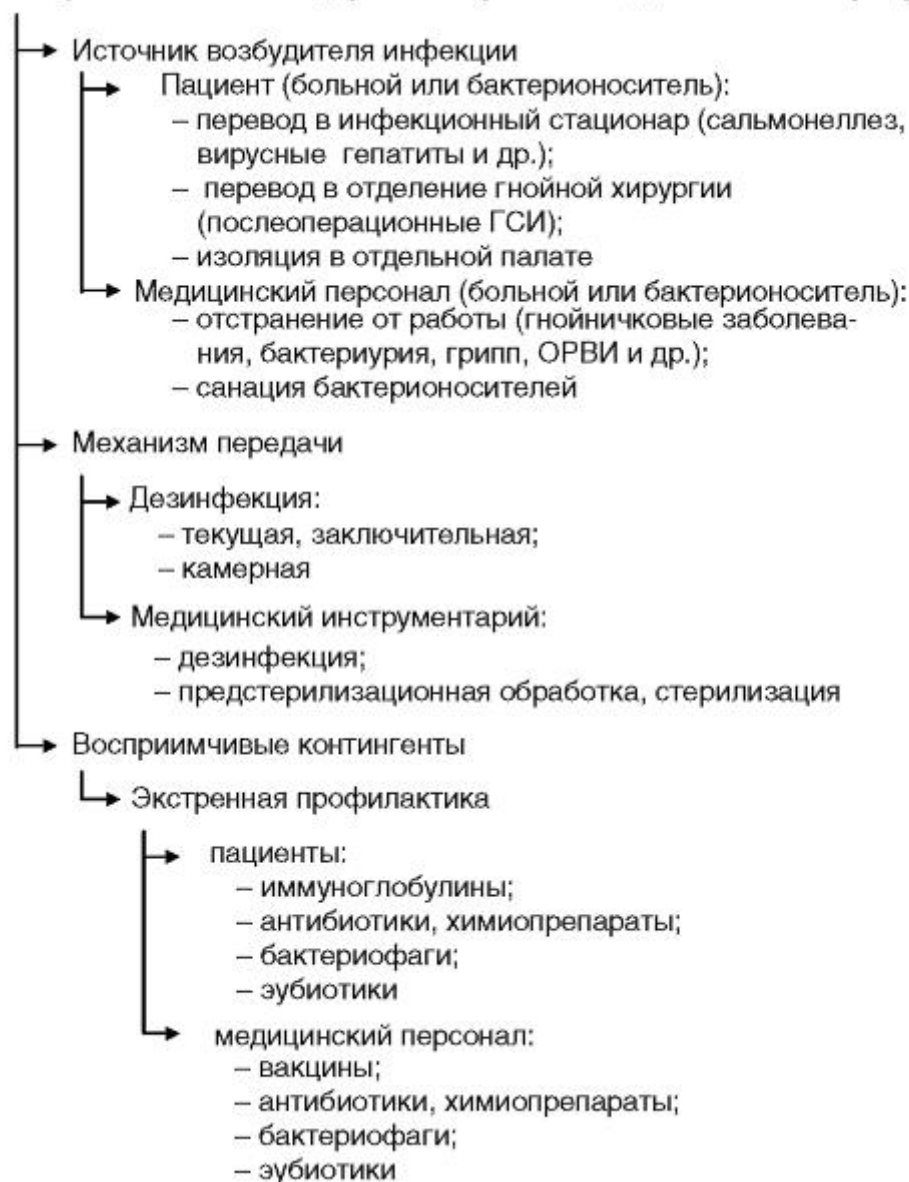 Источник возбудителя инфекции
Пациент (больной или бактерионоситель):
– перевод в инфекционный стационар (сальмонеллез,
вирусные гепатиты и др.);
– перевод в отделение гнойной хирургии
(послеоперационные ГСИ);
– изоляция в отдельной палате
Медицинский персонал (больной или бактерионоситель):
– отстранение от работы (гнойничковые заболева-
ния, бактериурия, грипп, ОРВИ и др.);
– санация бактерионосителей
Механизм передачи
Дезинфекция:
– текущая, заключительная;
– камерная
Медицинский инструментарий:
– дезинфекция;
– предстерилизационная обработка, стерилизация
Восприимчивые контингенты
Экстренная профилактика
пациенты:
– иммуноглобулины;
– антибиотики, химиопрепараты;
– бактериофаги;
– эубиотики
медицинский персонал:
– вакцины;
– антибиотики, химиопрепараты;
– бактериофаги;
– эубиотики